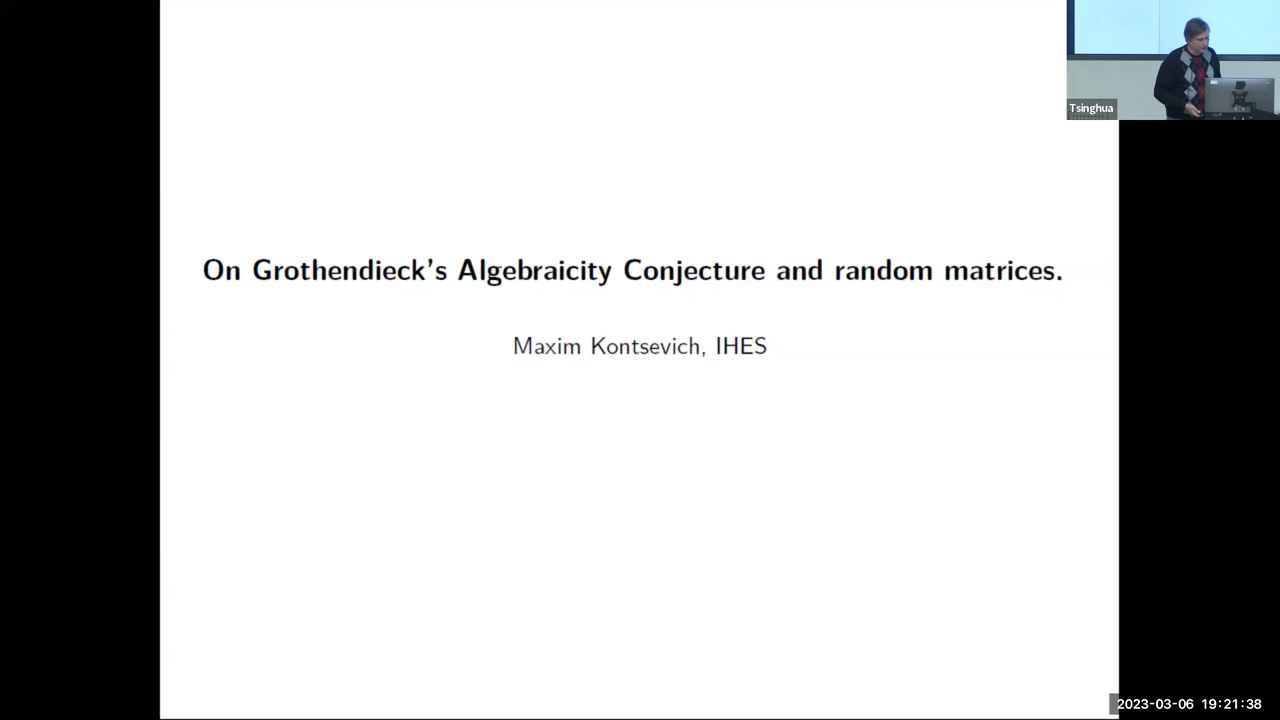 Tsinghua
On Grothendieck's Algebraicity Conjecture and random matrices.
Maxim Kontsevich, IHES
2023-03-06 19:21:38